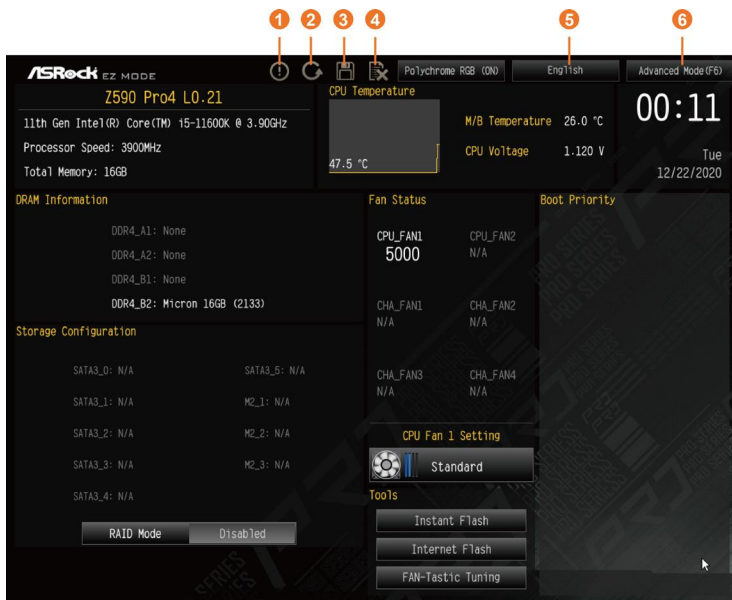 1 2 3 4 5 6
ASRock EZ MODE
Polychrome RGB (ON)
English
Advanced Mode(F6)
Z590 Pro4 L0.21
11th Gen Intel(R) Core(TM) i5-11600K @ 3.90GHz
Processor Speed: 3900MHz
Total Memory: 16GB
CPU Temperature
47.5 °C
M/B Temperature 26.0 °C
CPU Voltage 1.120 V
00:11
Tue
12/22/2020
DRAM Information
DDR4_A1: None
DDR4_A2: None
DDR4_B1: None
DDR4_B2: Micron 16GB (2133)
Storage Configuration
SATA3_0: N/A SATA3_5: N/A
SATA3_1: N/A M2_1: N/A
SATA3_2: N/A M2_2: N/A
SATA3_3: N/A M2_3: N/A
SATA3_4: N/A
RAID Mode Disabled
Fan Status
CPU_FAN1 CPU_FAN2
5000 N/A
CHA_FAN1 CHA_FAN2
N/A N/A
CHA_FAN3 CHA_FAN4
N/A N/A
CPU Fan 1 Setting
Standard
Tools
Instant Flash
Internet Flash
FAN-Tastic Tuning
Boot Priority